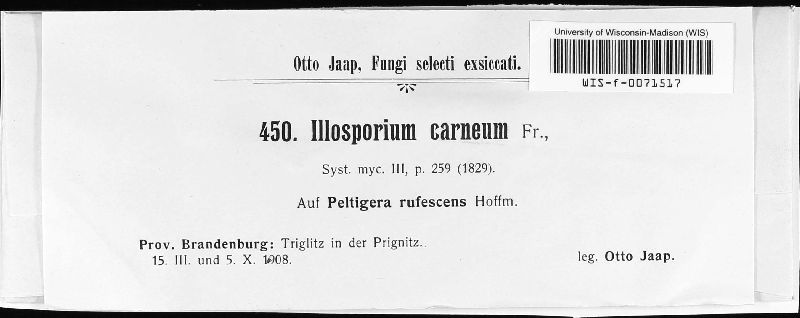 University of Wisconsin-Madison (WIS)
WIS-f-0071517
Otto Jaap, Fungi selecti exsiccati.
450. Illosporium carneum Fr.,
Syst. myc. III, p. 259 (1829).
Auf Peltigera rufescens Hoffm.
Prov. Brandenburg: Triglitz in der Prignitz.
15. III. und 5. X. 1908.
leg. Otto Jaap.